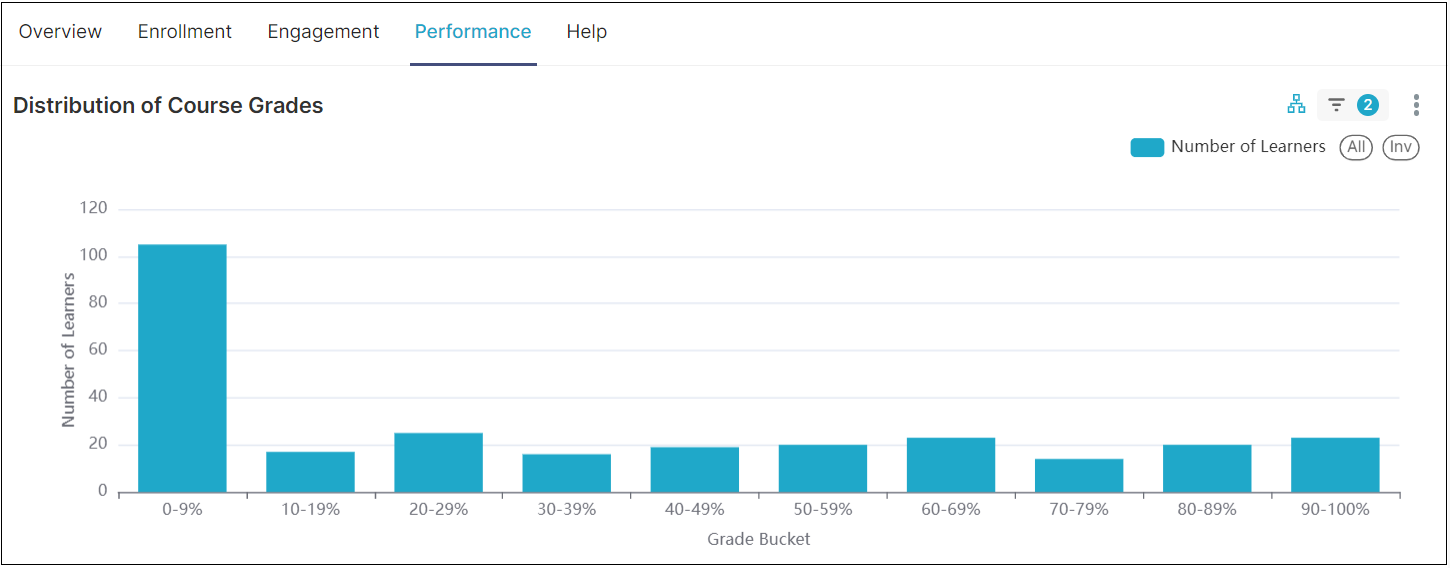 Overview Enrollment Engagement Performance Help
Distribution of Course Grades
2
Number of Learners All Inv
120
100
80
60
40
20
0
Number of Learners
0-9% 10-19% 20-29% 30-39% 40-49% 50-59% 60-69% 70-79% 80-89% 90-100%
Grade Bucket